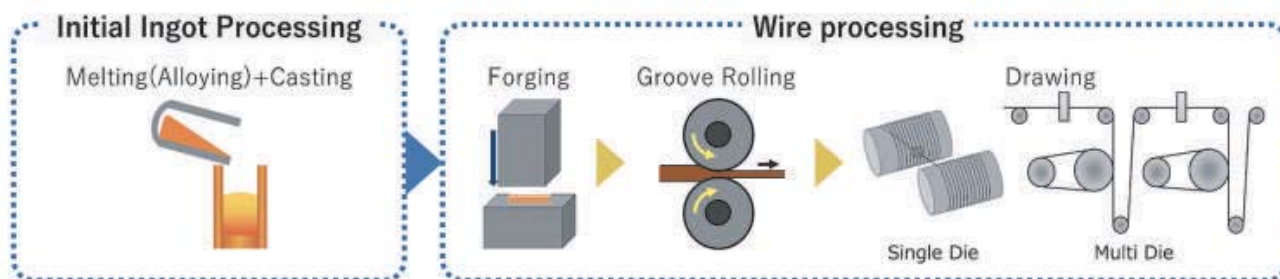 Initial Ingot Processing
Melting(Alloying)+Casting
Wire processing
Forging
Groove Rolling
Drawing
Single Die
Multi Die